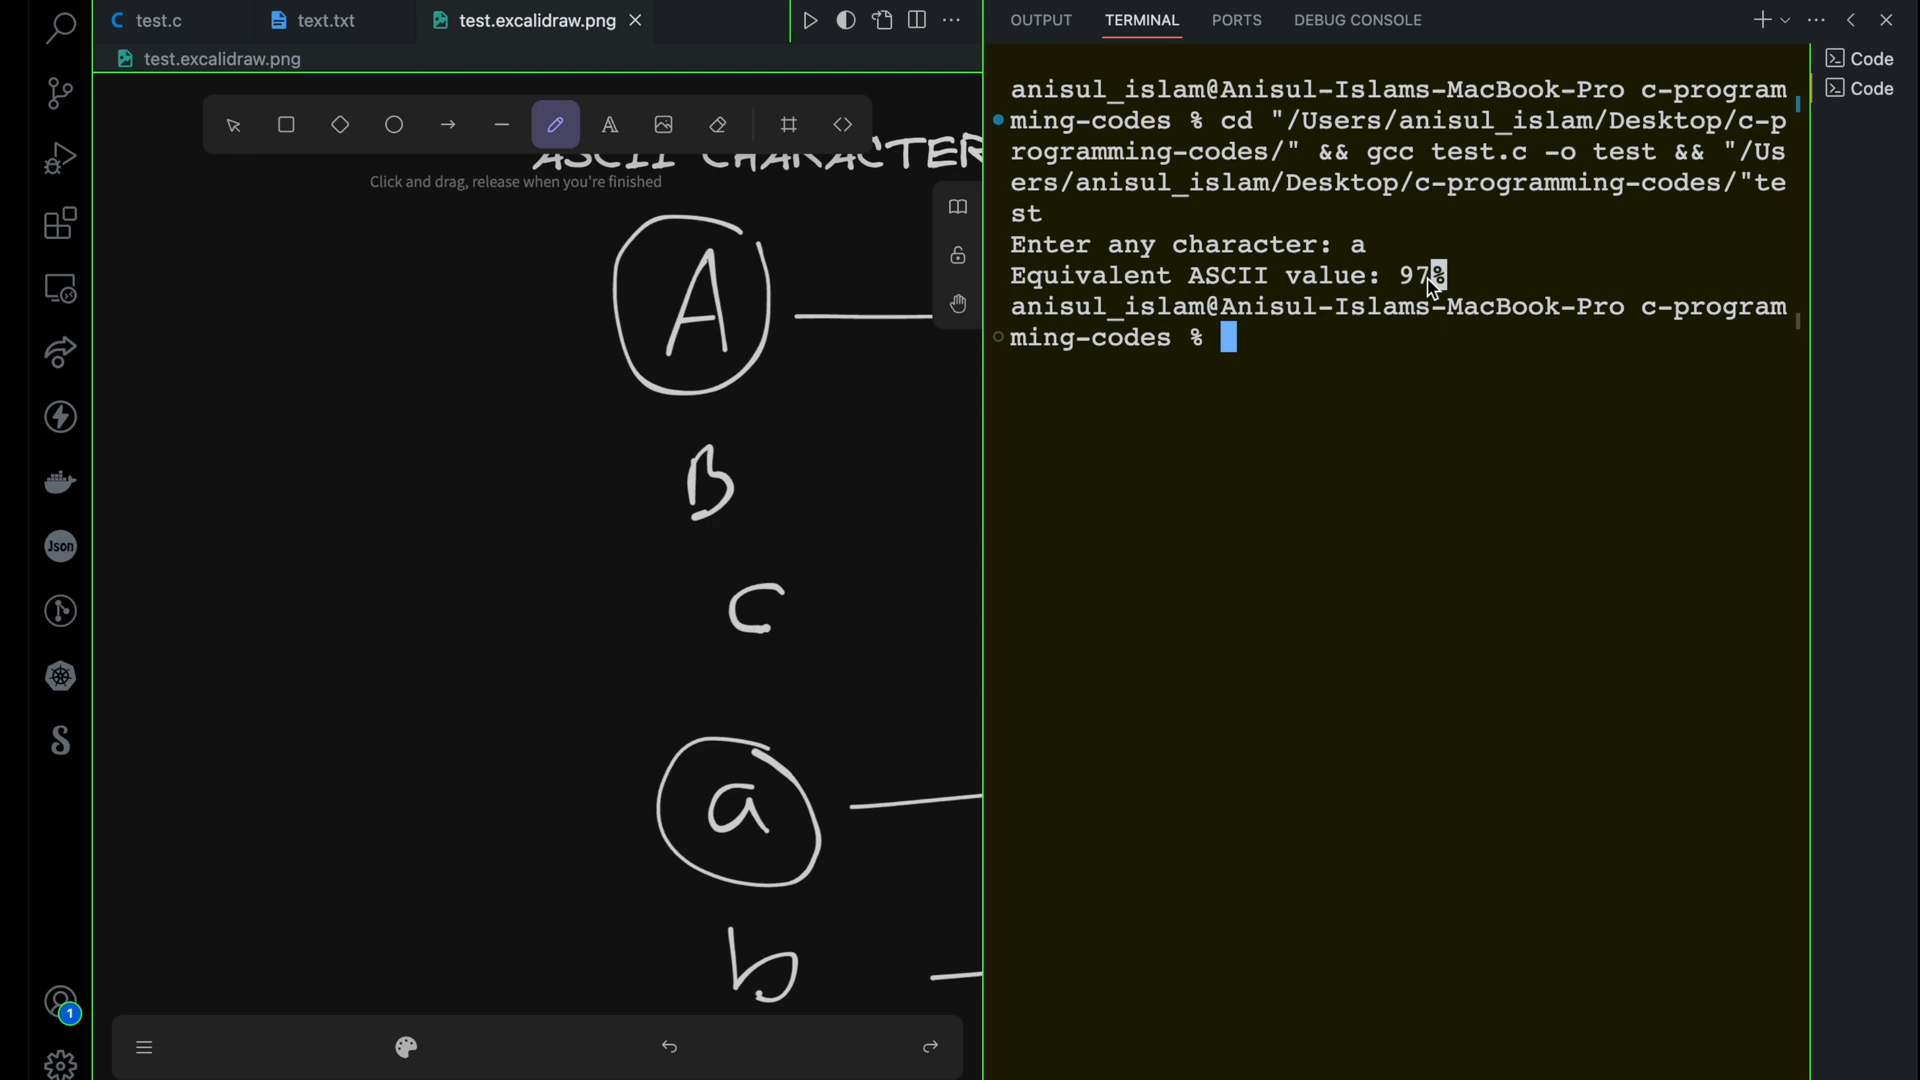 test.c
text.txt
test.excalidraw.png
OUTPUT
TERMINAL
PORTS
DEBUG CONSOLE
test.excalidraw.png
Code
Code
ASCII CHARACTER
Click and drag, release when you're finished
A
B
C
a
b
anisul_islam@Anisul-Islams-MacBook-Pro c-program
ming-codes % cd "/Users/anisul_islam/Desktop/c-p
rogramming-codes/" && gcc test.c -o test && "/Us
ers/anisul_islam/Desktop/c-programming-codes/"te
st
Enter any character: a
Equivalent ASCII value: 97%
anisul_islam@Anisul-Islams-MacBook-Pro c-program
ming-codes %
Json
1